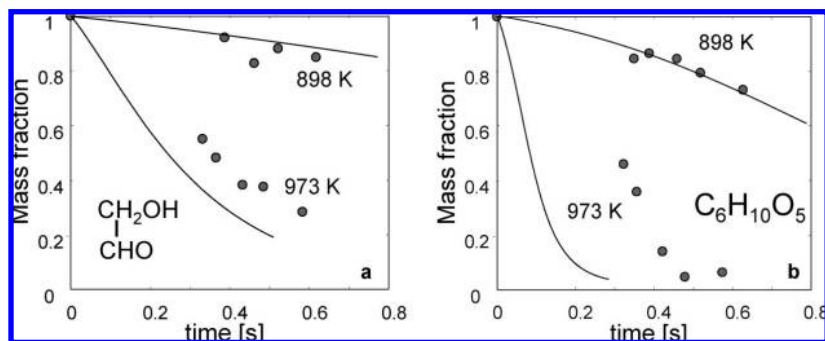 a
1
0.8
0.6
0.4
0.2
0
Mass fraction
898 K
973 K
CH₂OH
CHO
a
0
0.2
0.4
0.6
0.8
time [s]
b
1
0.8
0.6
0.4
0.2
0
Mass fraction
898 K
973 K
C₆H₁₀O₅
b
0
0.2
0.4
0.6
0.8
time [s]